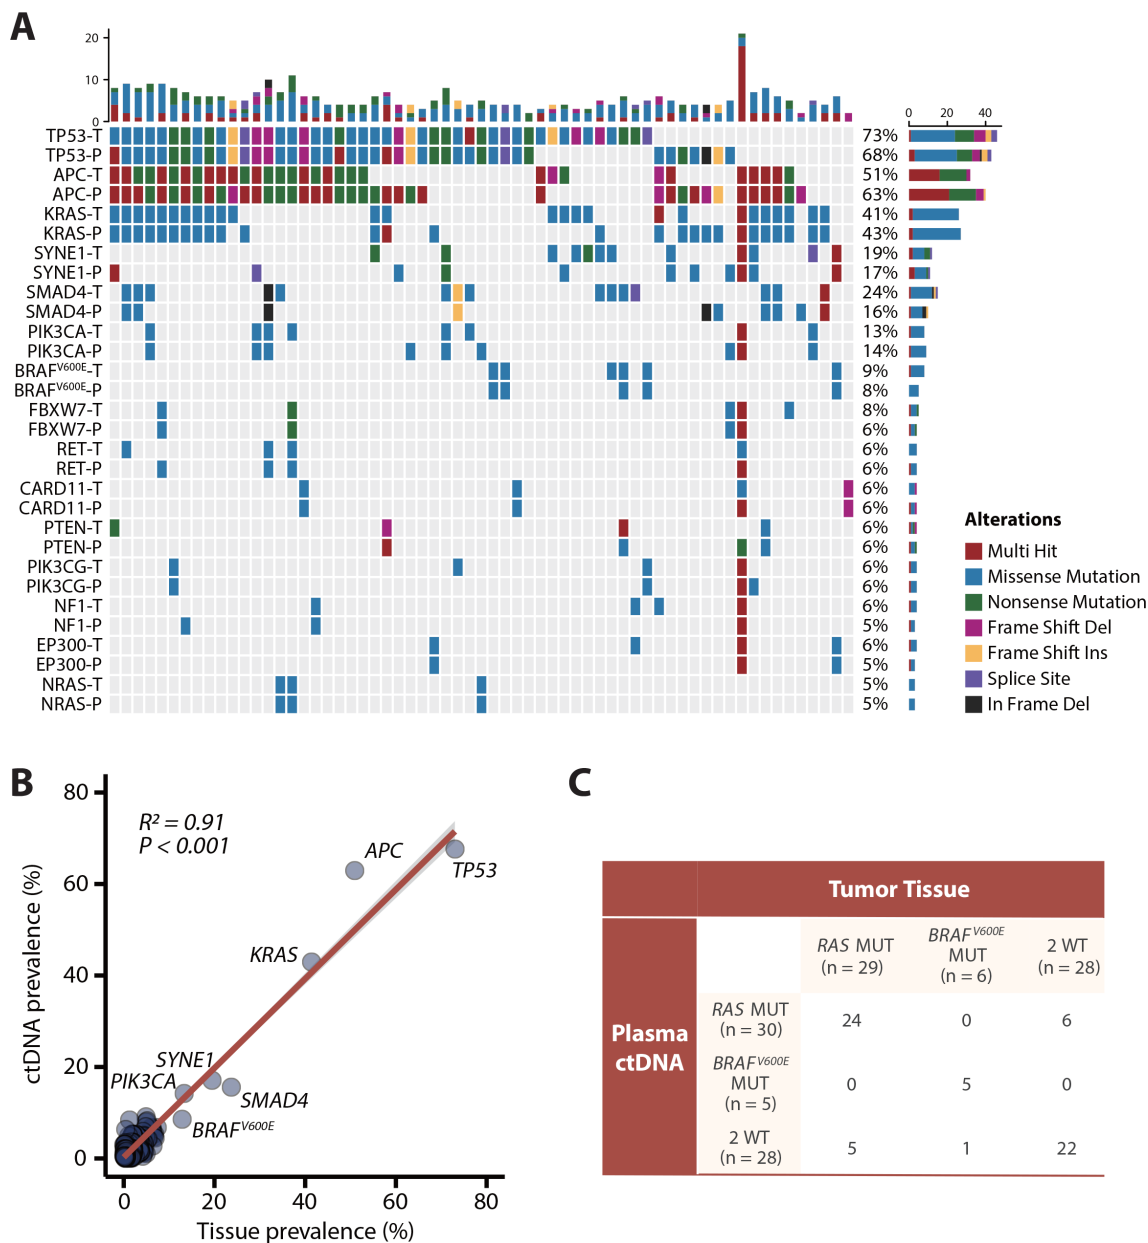 A
20
10
0
0 20 40
TP53-T 73%
TP53-P 68%
APC-T 51%
APC-P 63%
KRAS-T 41%
KRAS-P 43%
SYNE1-T 19%
SYNE1-P 17%
SMAD4-T 24%
SMAD4-P 16%
PIK3CA-T 13%
PIK3CA-P 14%
BRAFV600E-T 9%
BRAFV600E-P 8%
FBXW7-T 8%
FBXW7-P 6%
RET-T 6%
RET-P 6%
CARD11-T 6%
CARD11-P 6%
PTEN-T 6%
PTEN-P 6%
PIK3CG-T 6%
PIK3CG-P 6%
NF1-T 6%
NF1-P 5%
EP300-T 6%
EP300-P 5%
NRAS-T 5%
NRAS-P 5%
Alterations
Multi Hit
Missense Mutation
Nonsense Mutation
Frame Shift Del
Frame Shift Ins
Splice Site
In Frame Del
B
ctDNA prevalence (%)
80
60
40
20
0
R² = 0.91
P < 0.001
APC
TP53
KRAS
SYNE1
PIK3CA
SMAD4
BRAFV600E
0 20 40 60 80
Tissue prevalence (%)
C
Tumor Tissue
RAS MUT
(n = 29)
BRAFV600E
MUT
(n = 6)
2 WT
(n = 28)
Plasma
ctDNA
RAS MUT
(n = 30)
24 0 6
BRAFV600E
MUT
(n = 5)
0 5 0
2 WT
(n = 28)
5 1 22